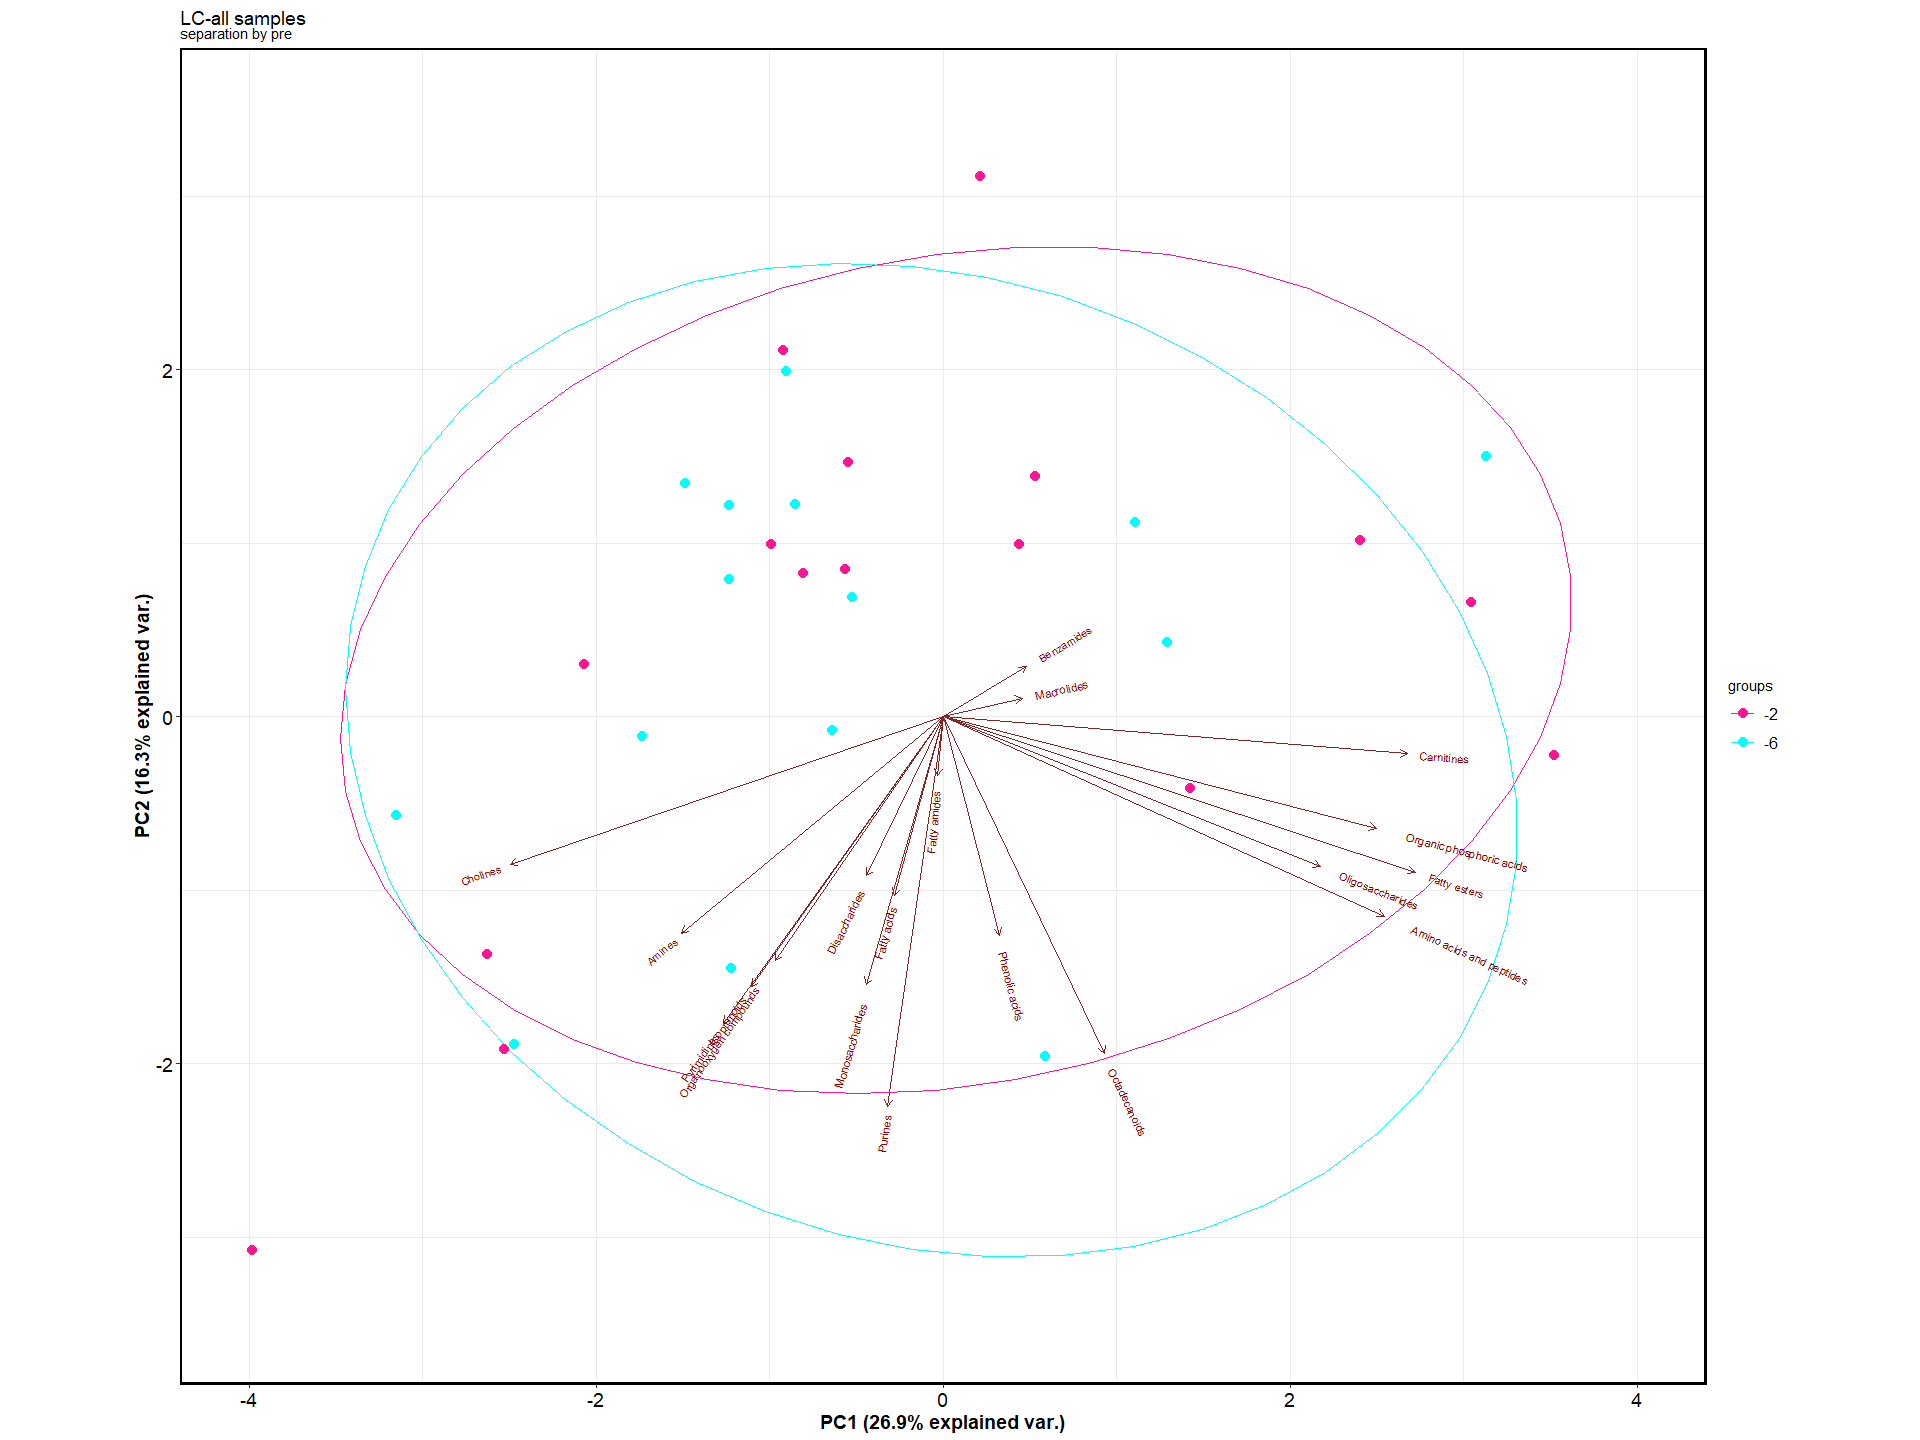 LC-all samples
separation by pre
2
0
-2
-4
-2
0
2
4
PC1 (26.9% explained var.)
PC2 (16.3% explained var.)
Benzamides
Macrolides
Carnitines
Organic phosphoric acids
Fatty esters
Oligosaccharides
Amino acids and peptides
Cholines
Amines
Disaccharides
Fatty acids
Fatty amides
Phenolic acids
Monosaccharides
Purines
Octadecanoids
Organooxygen compounds
groups
-2
-6